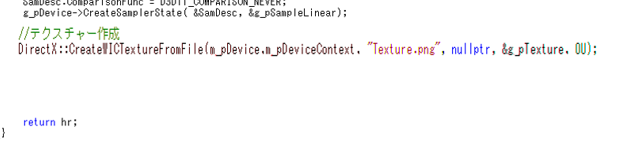 SamDesc.ComparisonFunc = D3D11_COMPARISON_NEVER;
g_pDevice->CreateSamplerState( &SamDesc, &g_pSampleLinear);
//テクスチャー作成
DirectX::CreateWICTextureFromFile(m_pDevice.m_pDeviceContext. "Texture.png", nullptr, &g_pTexture. 0U);
return hr;
}